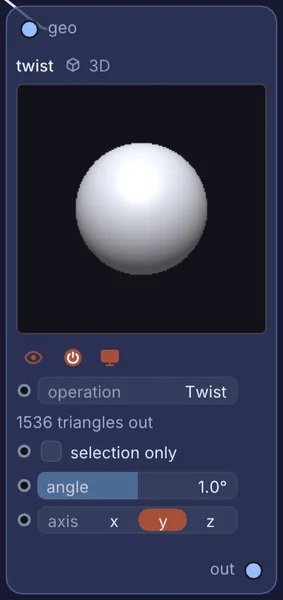 geo
twist 3D
operation Twist
1536 triangles out
selection only
angle 1.0°
axis x y z
out